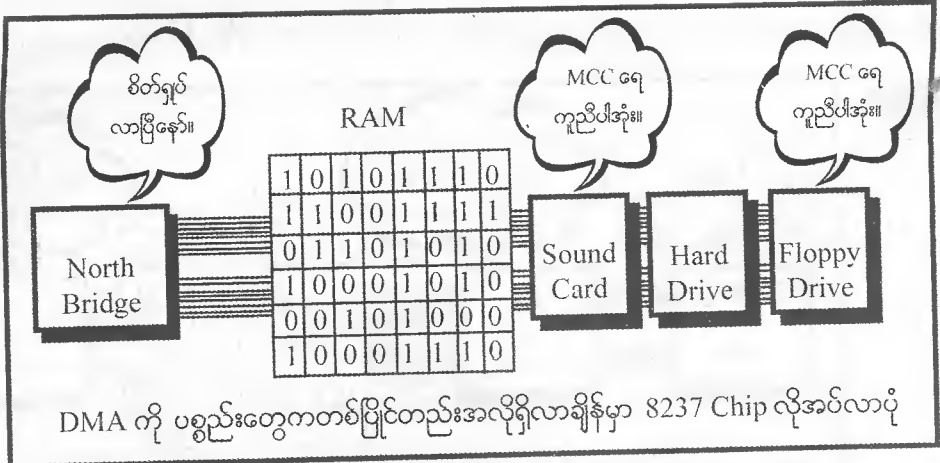 စိတ်ရှုပ်
လာပြီနော်။
MCC ရေ
ကူညီပါအုံး။
MCC ရေ
ကူညီပါအုံး။
RAM
1 0 1 0 1 1 1 0
1 1 0 0 1 1 1 1
0 1 1 0 1 0 1 0
1 0 0 0 1 0 1 0
0 0 1 0 1 0 0 0
1 0 0 0 1 1 1 0
North
Bridge
Sound
Card
Hard
Drive
Floppy
Drive
DMA ကို ပစ္စည်းတွေကတစ်ပြိုင်တည်းအလိုရှိလာချိန်မှာ 8237 Chip လိုအပ်လာပုံ